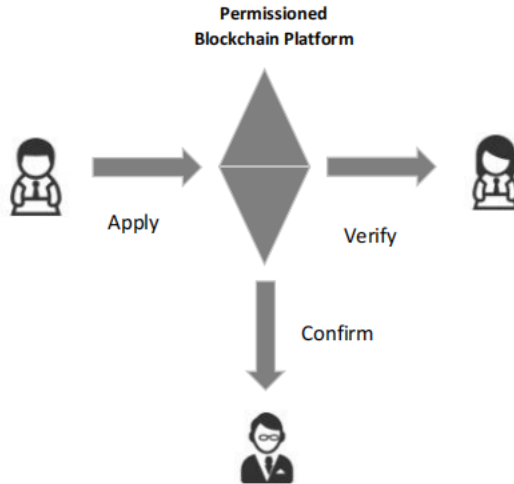 Permissioned
Blockchain Platform
Apply
Verify
Confirm